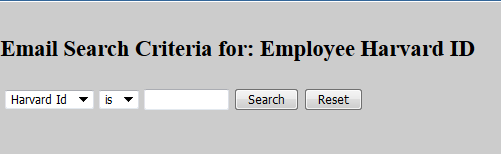 Email Search Criteria for: Employee Harvard ID
Harvard Id is Search Reset